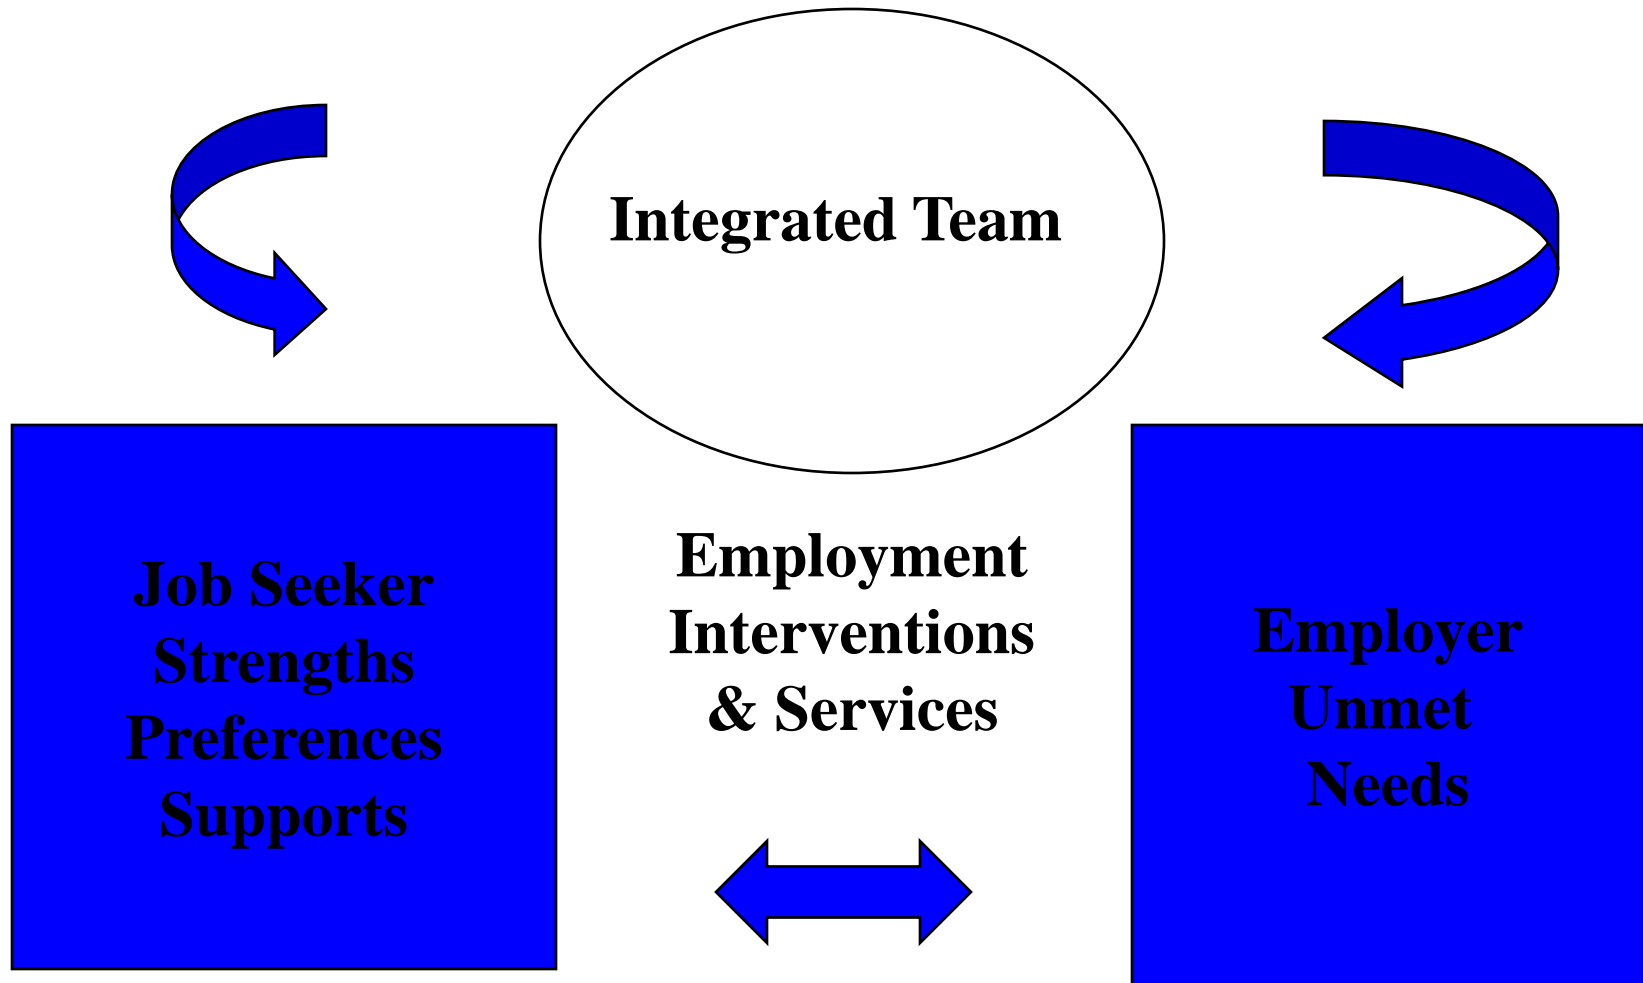 Integrated Team
Job Seeker
Strengths
Preferences
Supports
Employment
Interventions
& Services
Employer
Unmet
Needs